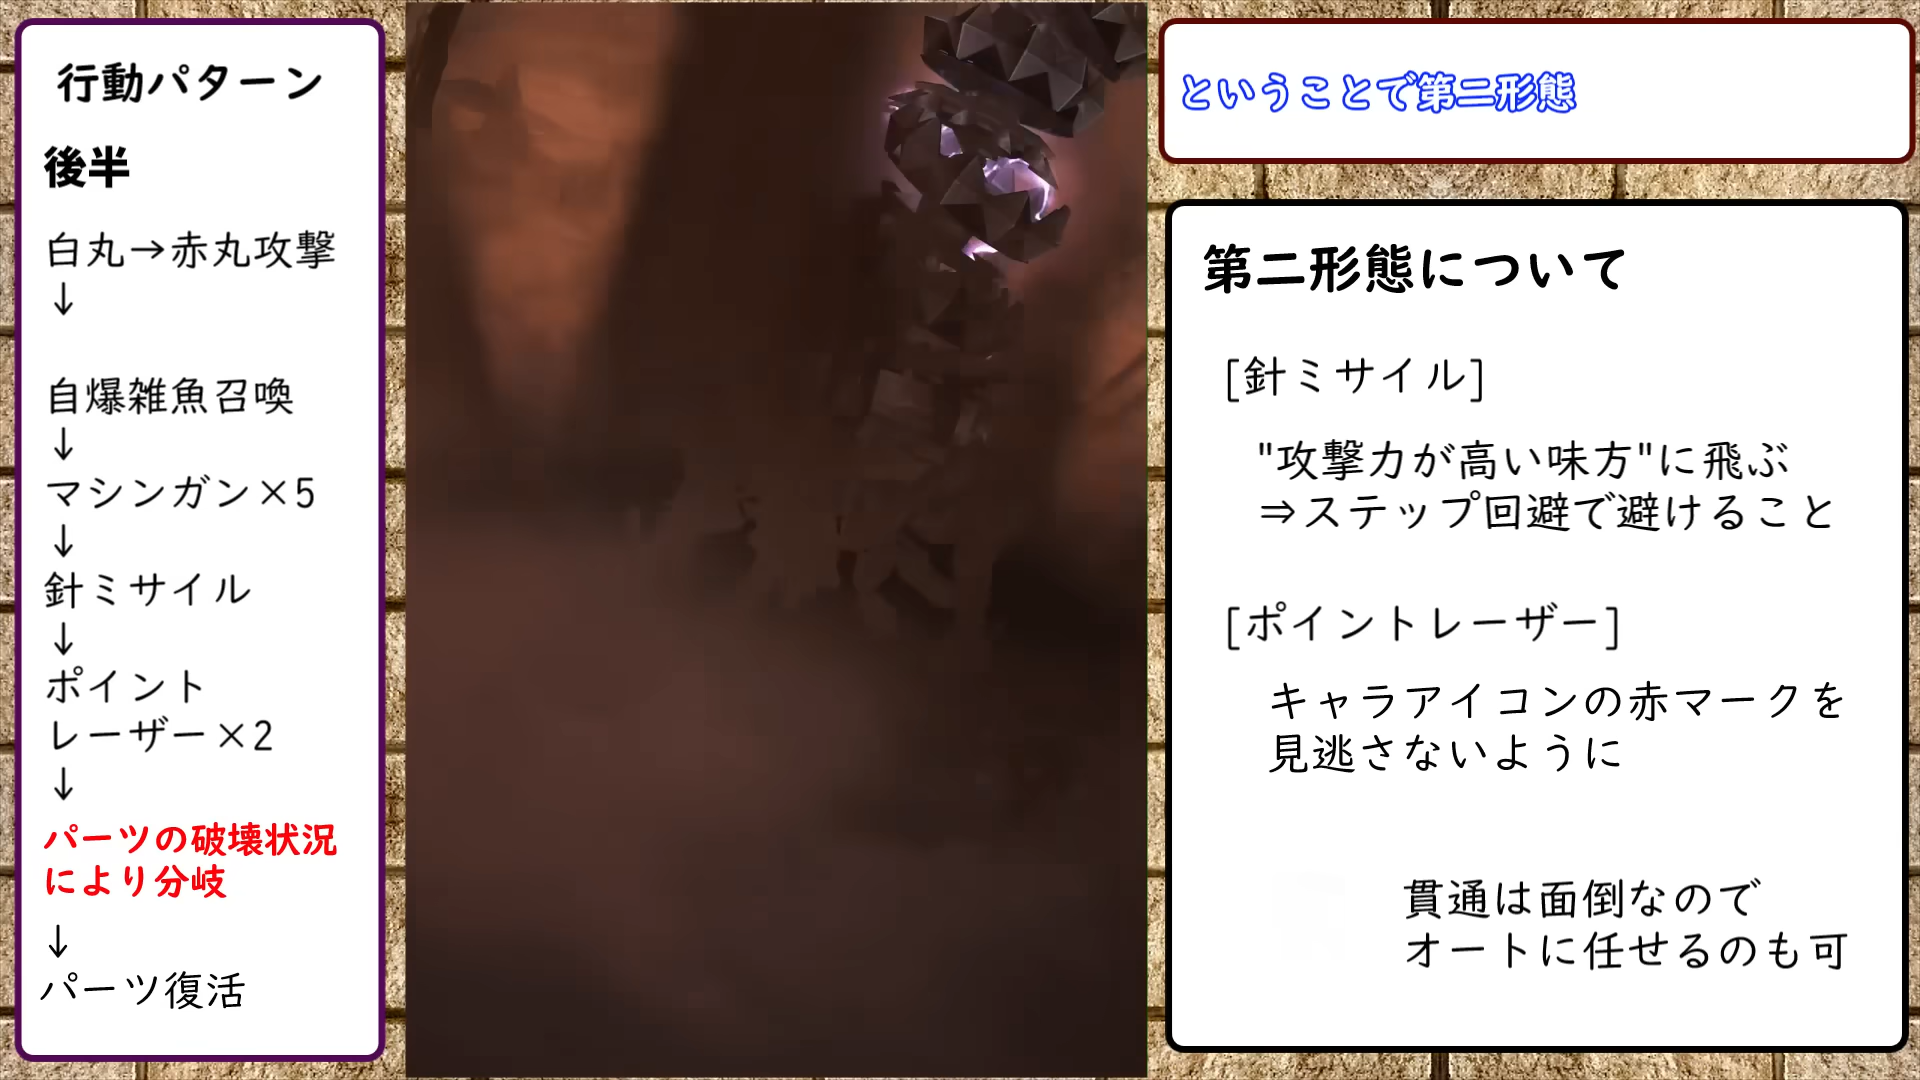 行動パターン
後半
白丸→赤丸攻撃
↓
自爆雑魚召喚
↓
マシンガン×5
↓
針ミサイル
↓
ポイント
レーザー×2
↓
パーツの破壊状況
により分岐
↓
パーツ復活
ということで第二形態
第二形態について
[針ミサイル]
"攻撃力が高い味方"に飛ぶ
⇒ステップ回避で避けること
[ポイントレーザー]
キャラアイコンの赤マークを
見逃さないように
貫通は面倒なので
オートに任せるのも可